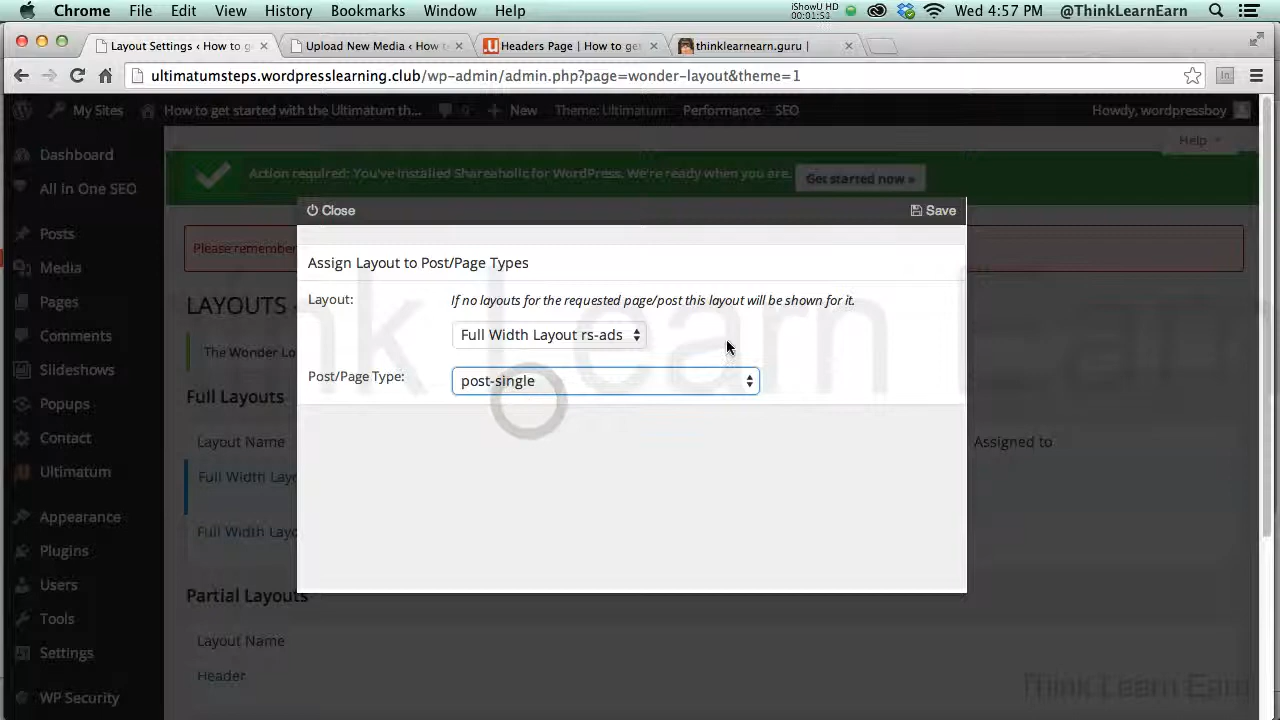 Chrome File Edit View History Bookmarks Window Help iShowU HD 00:01:53 Wed 4:57 PM @ThinkLearnEarn
Layout Settings ‹ How to g × Upload New Media ‹ How × Headers Page | How to ge × thinklearnearn.guru | ×
ultimatumsteps.wordpresslearning.club/wp-admin/admin.php?page=wonder-layout&theme=1
My Sites How to get started with the Ultimatum th... 0 New Theme: Ultimatum Performance SEO Howdy, wordpressboy
Help
Dashboard
All in One SEO
Posts
Media
Pages
Comments
Slideshows
Popups
Contact
Ultimatum
Appearance
Plugins
Users
Tools
Settings
WP Security
Action required: You've installed Shareaholic for WordPress. We're ready when you are. Get started now »
Close Save
Please remember
Assign Layout to Post/Page Types
Layout: If no layouts for the requested page/post this layout will be shown for it.
LAYOUTS
Full Width Layout rs-ads
The Wonder Lo
Post/Page Type: post-single
Full Layouts
Layout Name Assigned to
Full Width Layo
Full Width Layo
Partial Layouts
Layout Name
Header
Think Learn Earn